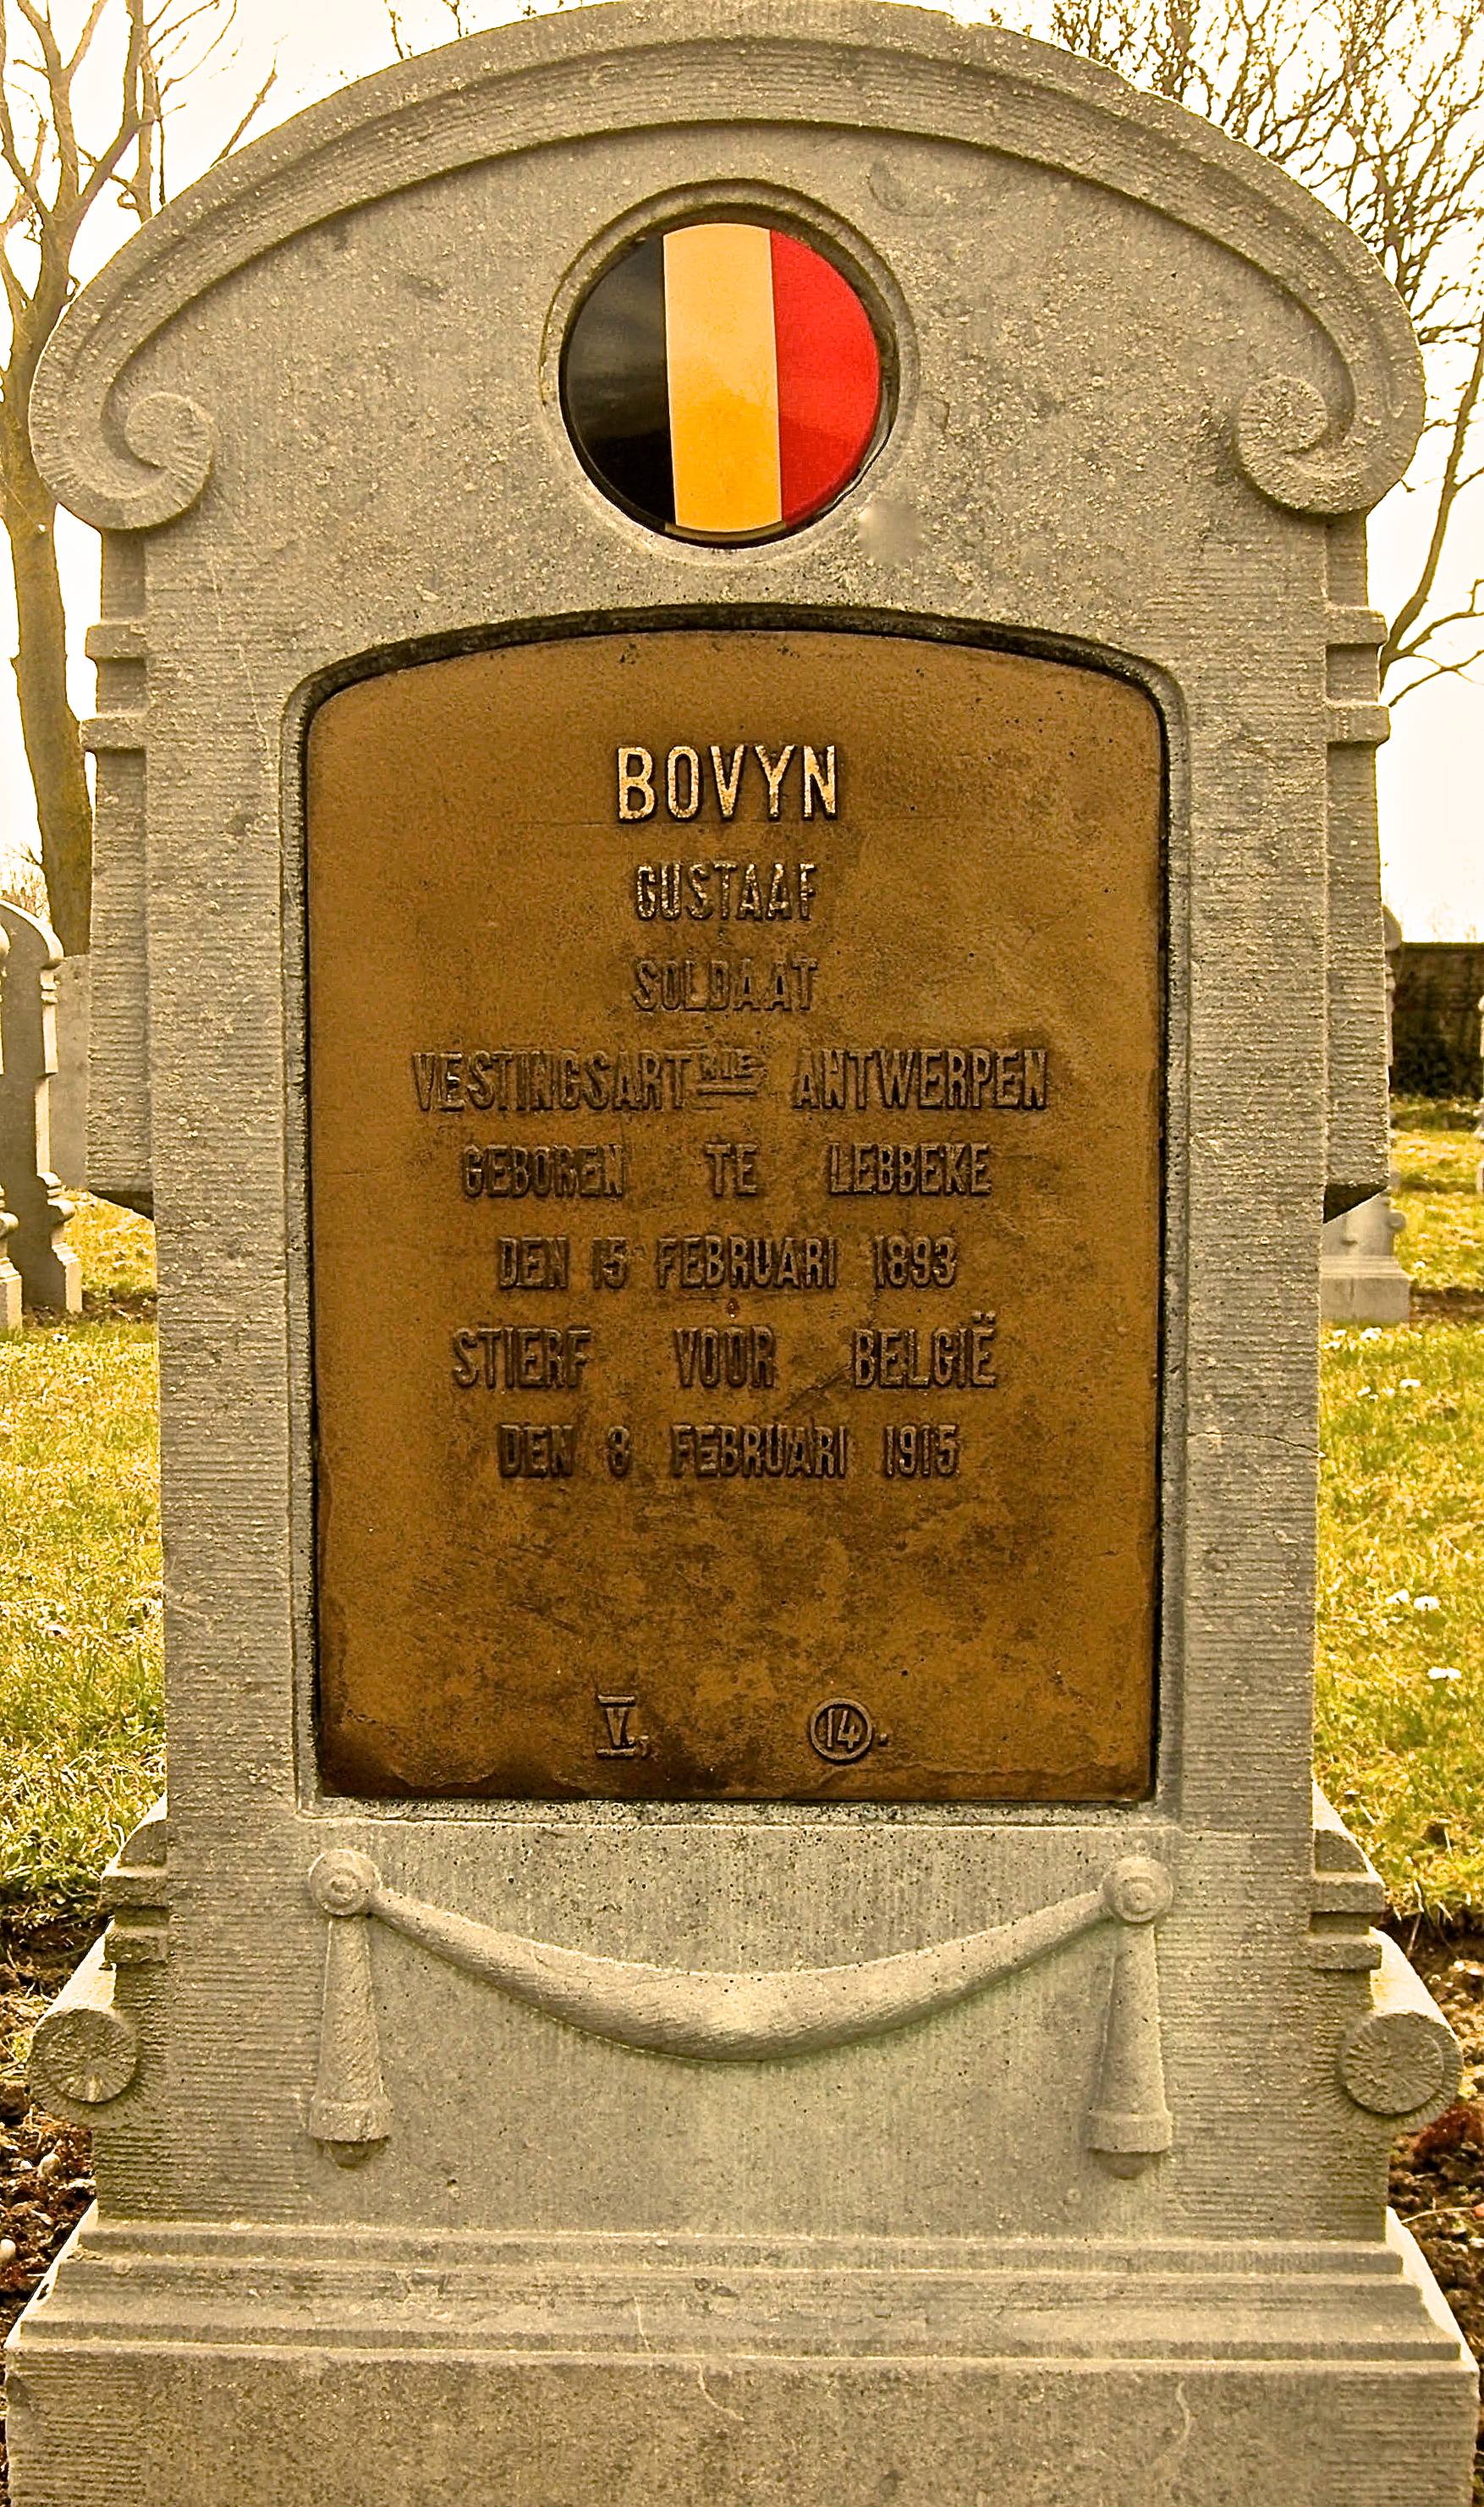 BOVYN
GUSTAAF
SOLDAAT
VESTINGSARTRIE ANTWERPEN
GEBOREN TE LEBBEKE
DEN 15 FEBRUARI 1893
STIERF VOOR BELGIË
DEN 8 FEBRUARI 1915
V, 14.